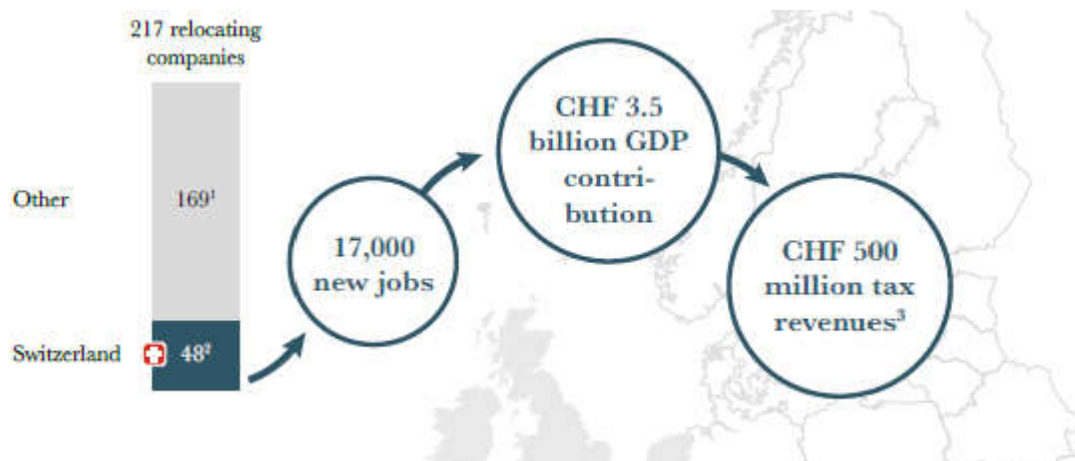 217 relocating
companies
Other
169¹
Switzerland
48²
17,000
new jobs
CHF 3.5
billion GDP
contri-
bution
CHF 500
million tax
revenues³